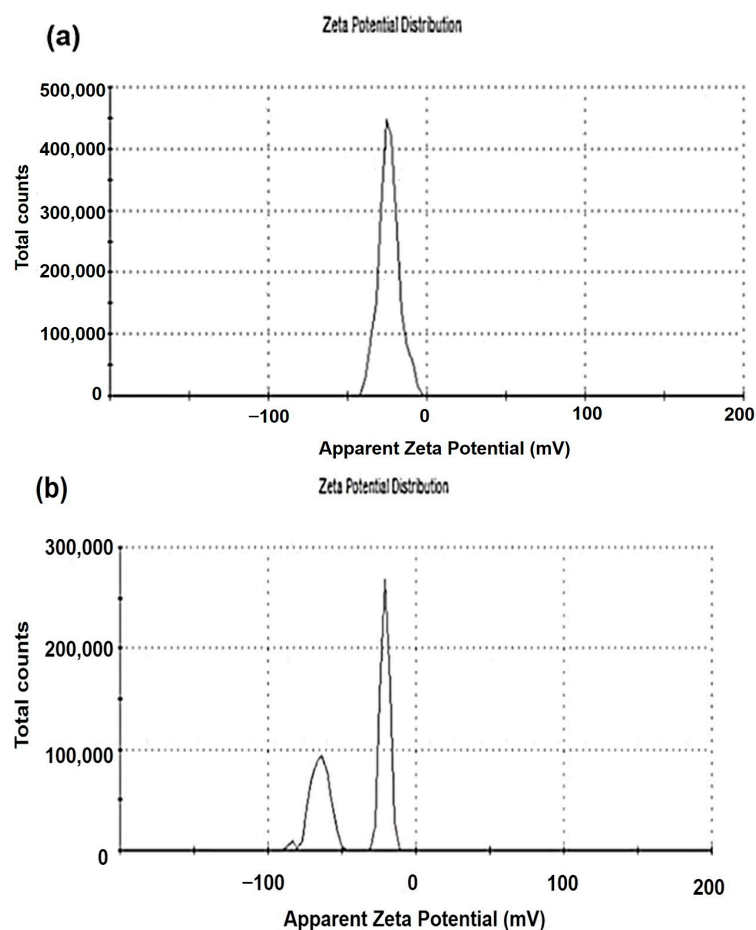 (a)
Zeta Potential Distribution
500,000
400,000
300,000
200,000
100,000
0
Total counts
−100 0 100 200
Apparent Zeta Potential (mV)
(b)
Zeta Potential Distribution
300,000
200,000
100,000
0
Total counts
−100 0 100 200
Apparent Zeta Potential (mV)